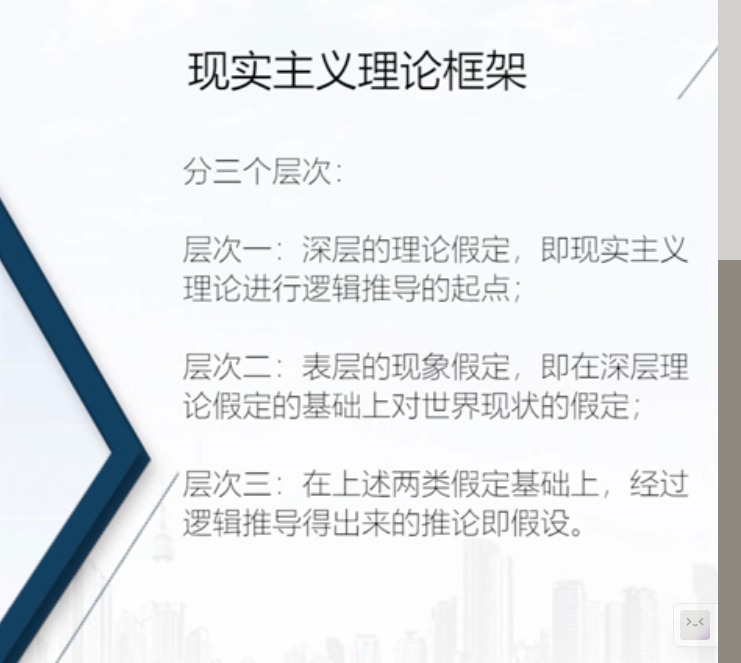 现实主义理论框架
分三个层次：
层次一：深层的理论假定，即现实主义
理论进行逻辑推导的起点；
层次二：表层的现象假定，即在深层理
论假定的基础上对世界现状的假定；
层次三：在上述两类假定基础上，经过
逻辑推导得出来的推论即假设。